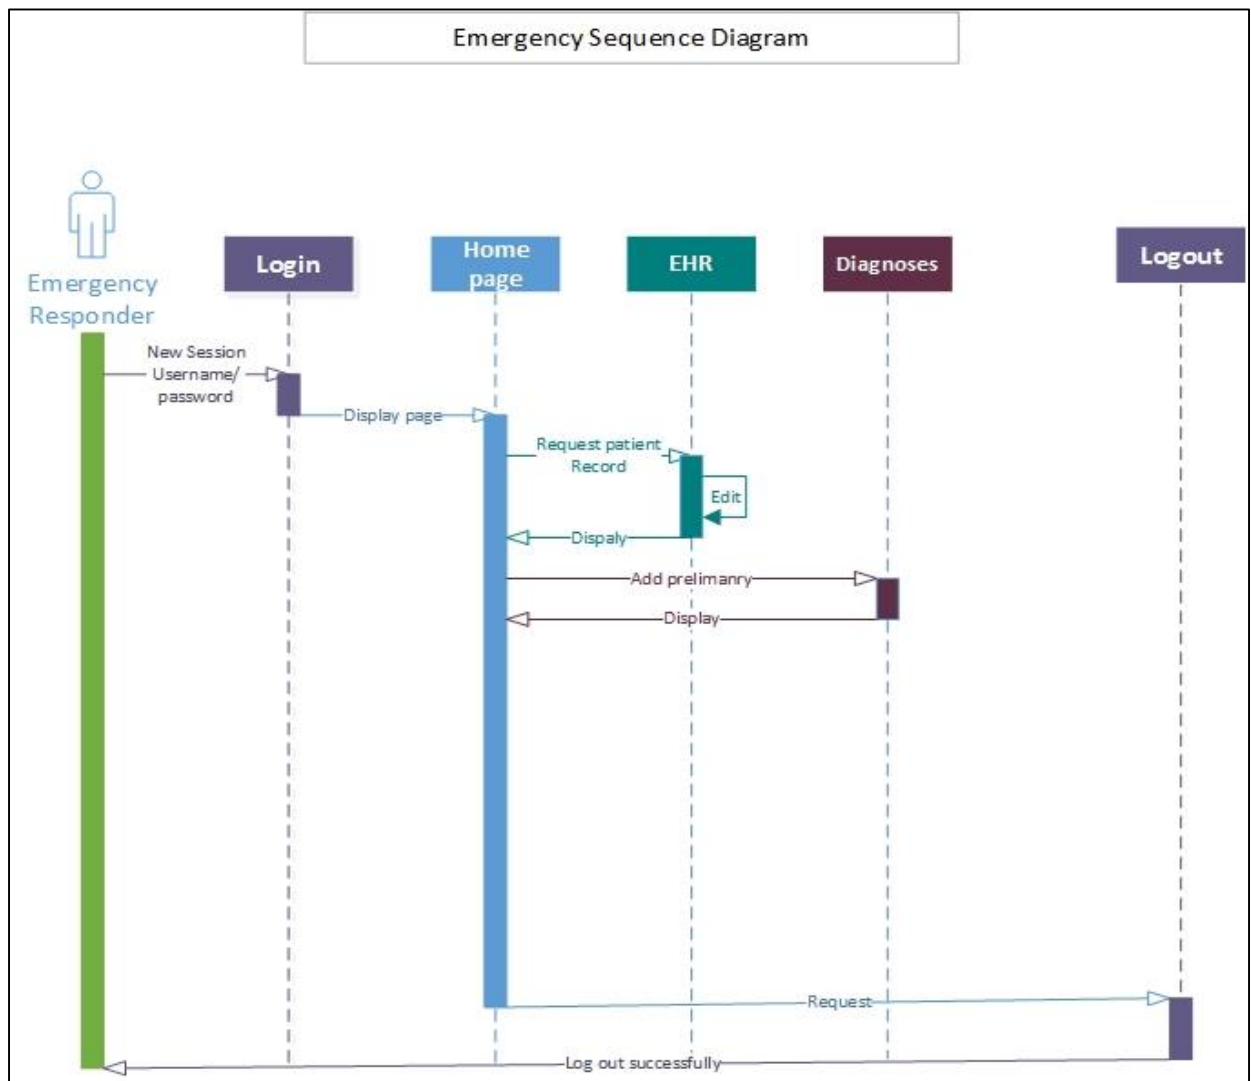 Emergency Sequence Diagram
Emergency
Responder
Login
Home
page
EHR
Diagnoses
Logout
New Session
Username/
password
Display page
Request patient
Record
Edit
Dispaly
Add prelimanry
Display
Request
Log out successfully